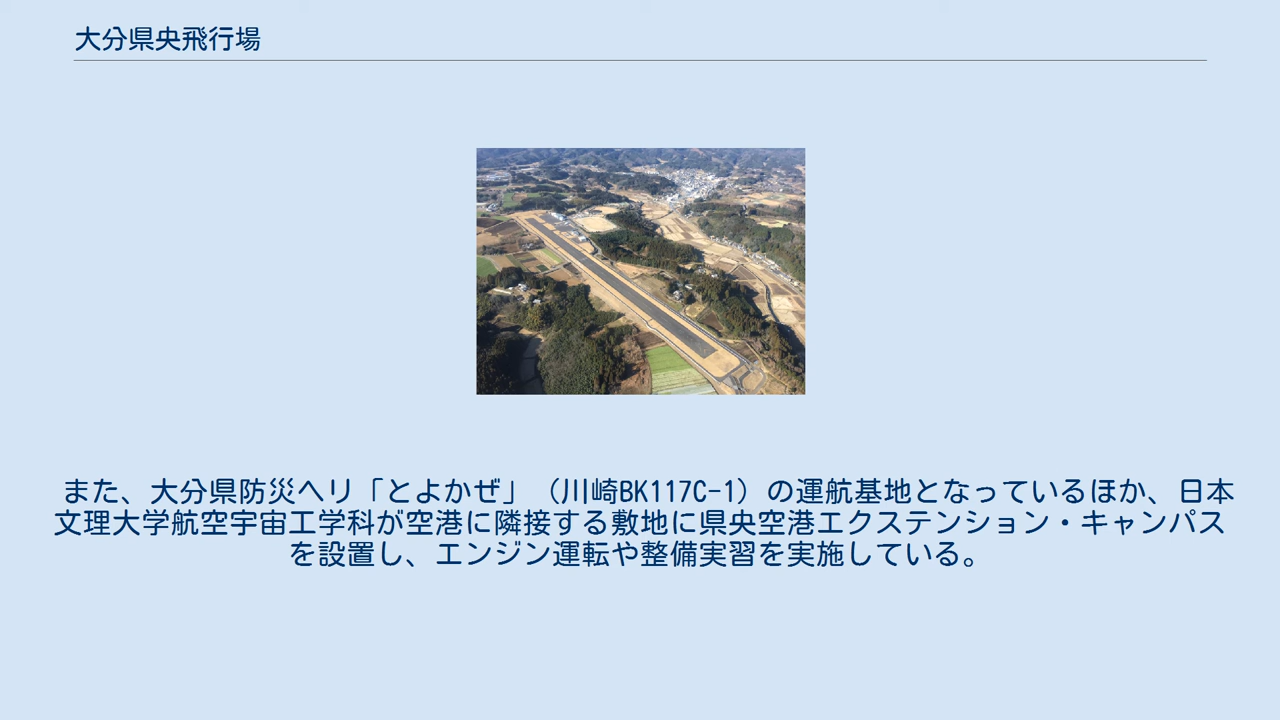 大分県央飛行場
また、大分県防災ヘリ「とよかぜ」（川崎BK117C-1）の運航基地となっているほか、日本
文理大学航空宇宙工学科が空港に隣接する敷地に県央空港エクステンション・キャンパス
を設置し、エンジン運転や整備実習を実施している。